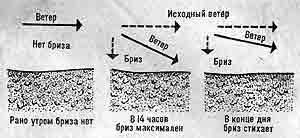 Ветер
Нет бриза
Рано утром бриза нет
Исходный ветер
Ветер
Бриз
В 14 часов
бриз максимален
Ветер
Бриз
В конце дня
бриз стихает